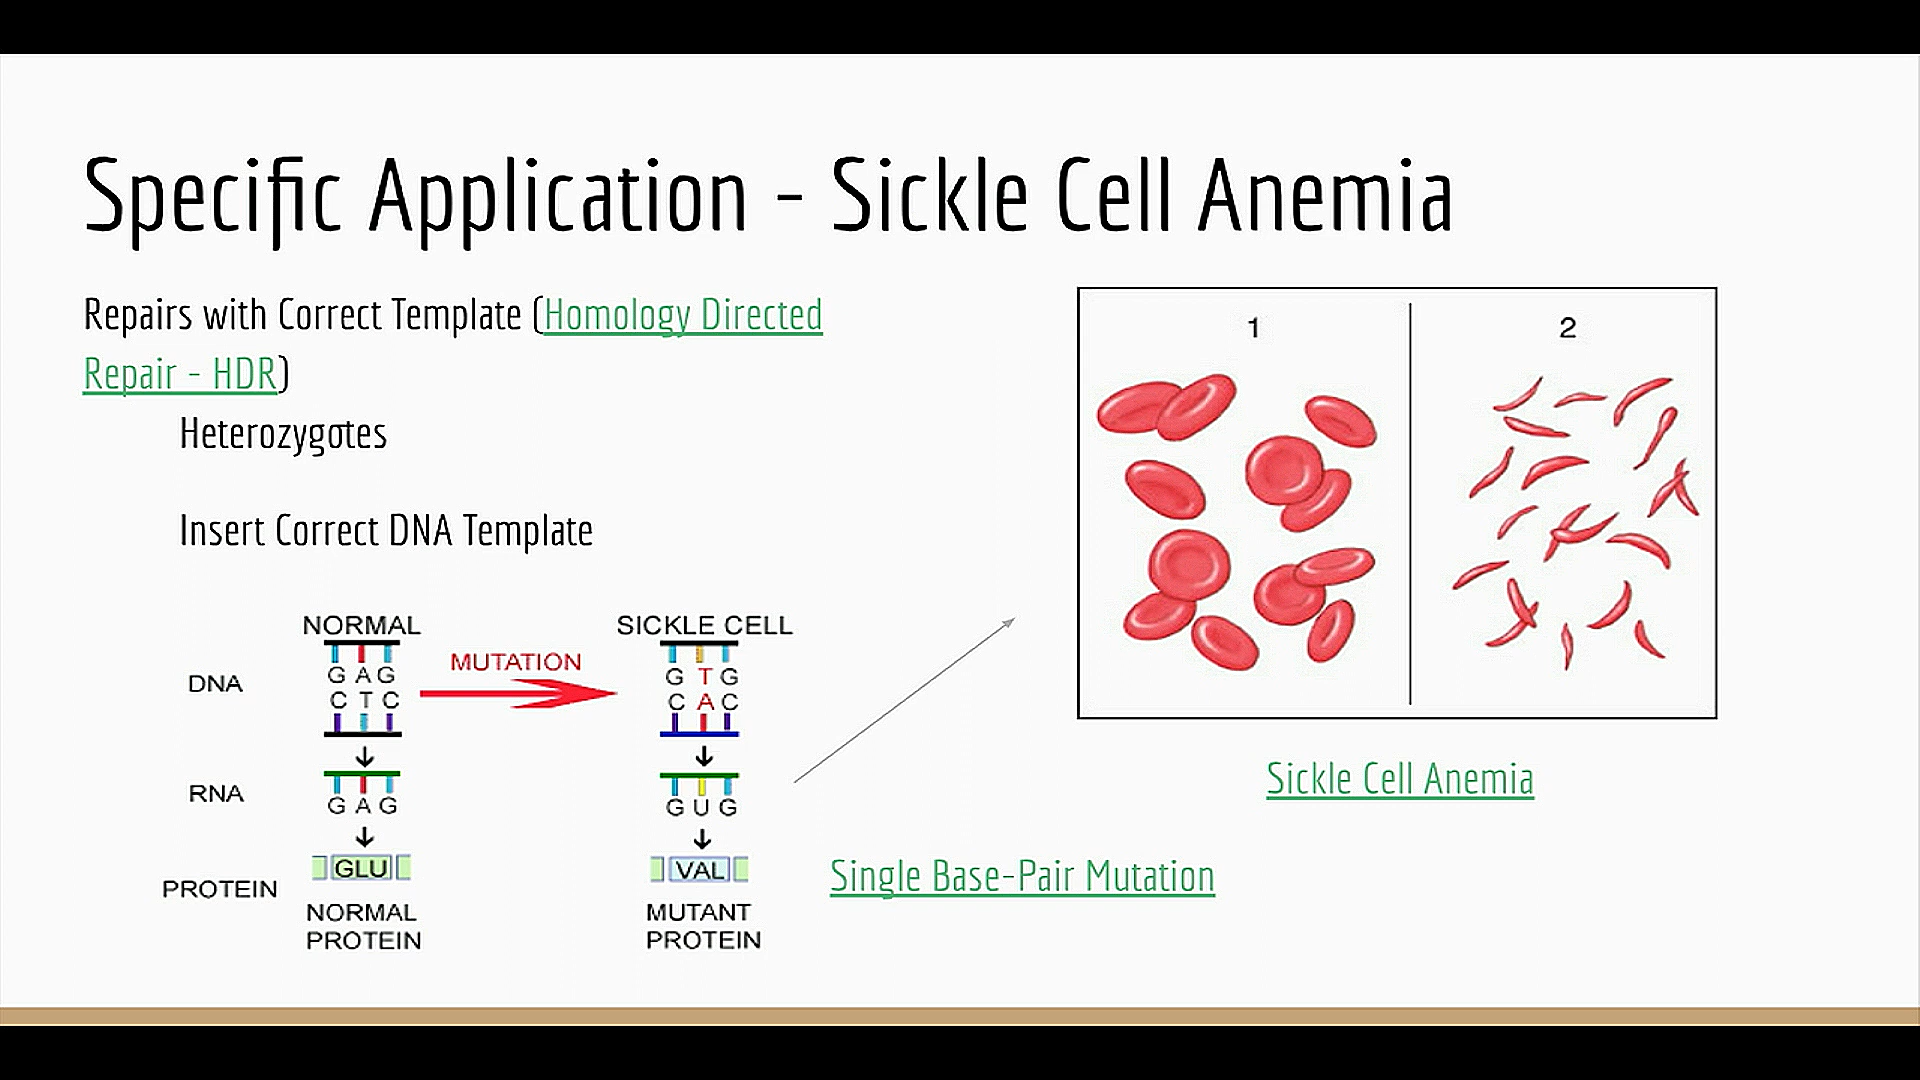 Specific Application - Sickle Cell Anemia
Repairs with Correct Template (Homology Directed
Repair - HDR)
Heterozygotes
Insert Correct DNA Template
NORMAL
SICKLE CELL
MUTATION
DNA
G A G
C T C
G T G
C A C
RNA
G A G
G U G
PROTEIN
GLU
VAL
NORMAL
PROTEIN
MUTANT
PROTEIN
1
2
Sickle Cell Anemia
Single Base-Pair Mutation